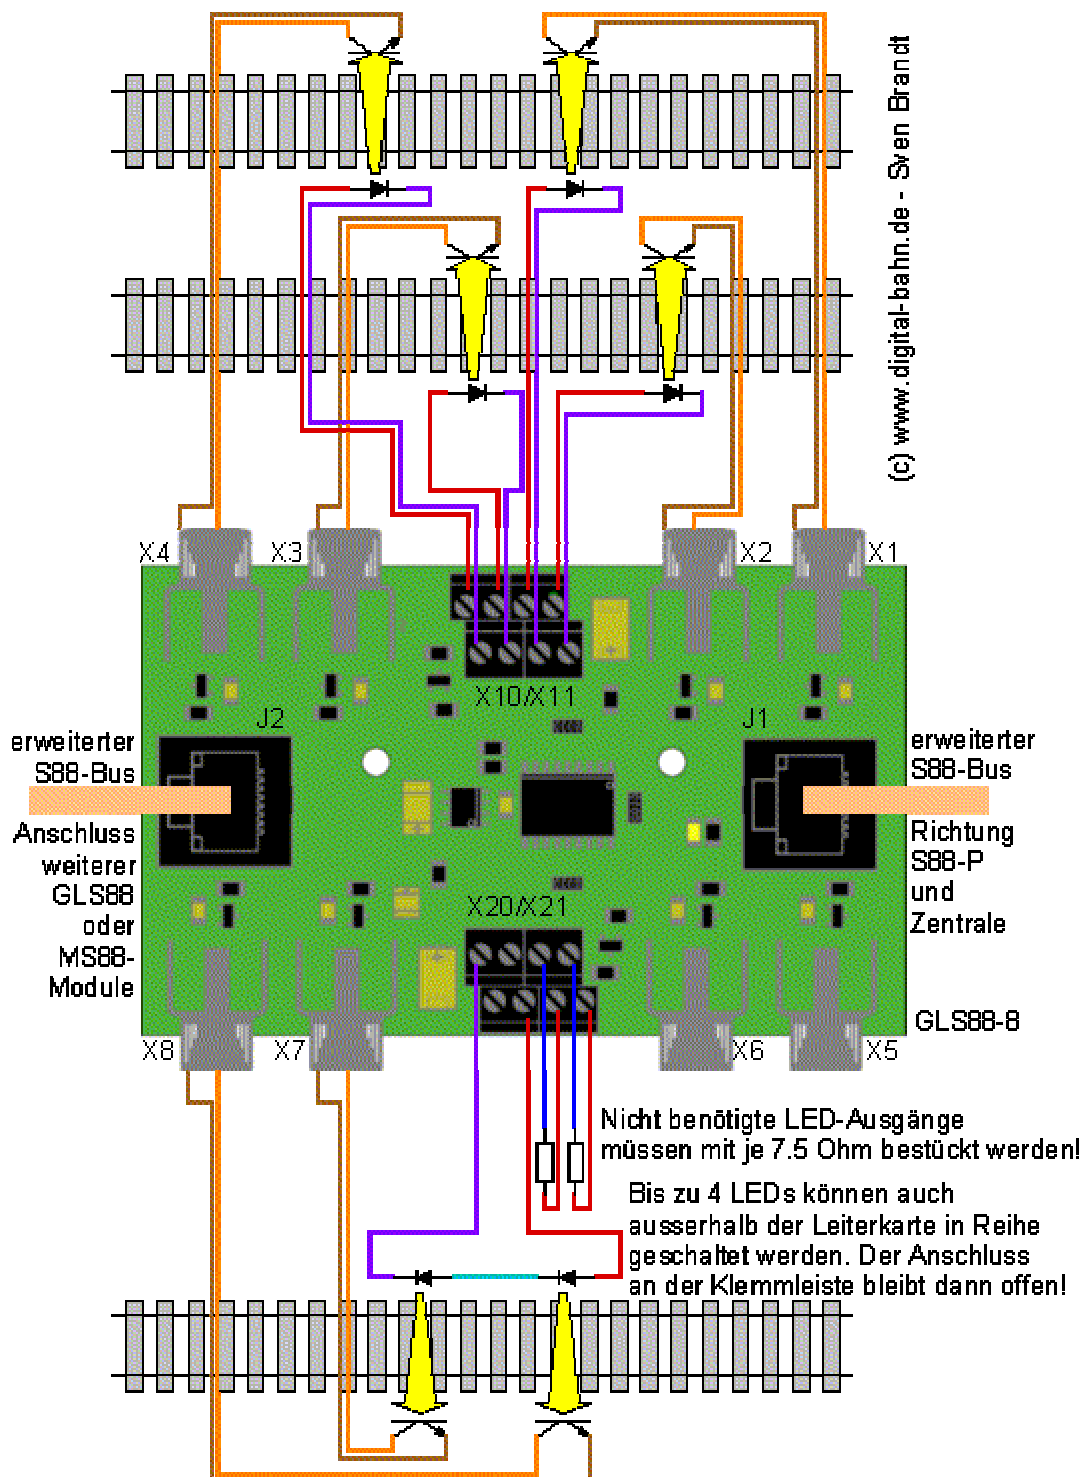 (c) www.digital-bahn.de - Sven Brandt
X4
X3
X2
X1
X10/X11
J2
J1
erweiterter
S88-Bus
Anschluss
weiterer
GLS88
oder
MS88-
Module
erweiterter
S88-Bus
Richtung
S88-P
und
Zentrale
X20/X21
GLS88-8
X8
X7
X6
X5
Nicht benötigte LED-Ausgänge
müssen mit je 7.5 Ohm bestückt werden!
Bis zu 4 LEDs können auch
ausserhalb der Leiterkarte in Reihe
geschaltet werden. Der Anschluss
an der Klemmleiste bleibt dann offen!